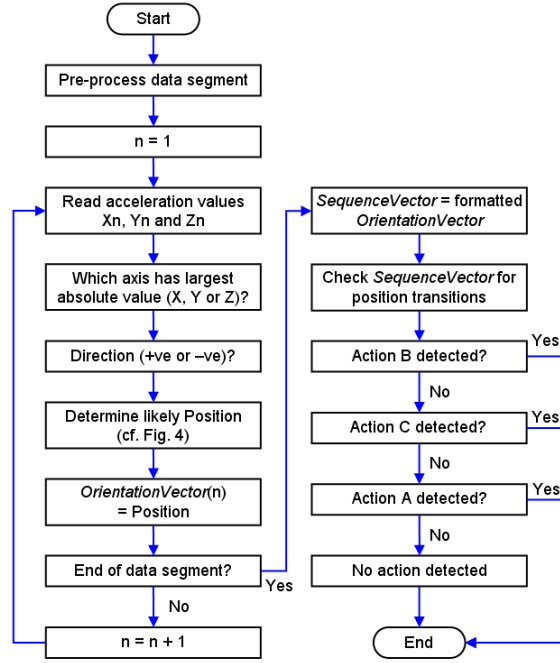 Start
Pre-process data segment
n = 1
Read acceleration values
Xn, Yn and Zn
Which axis has largest
absolute value (X, Y or Z)?
Direction (+ve or –ve)?
Determine likely Position
(cf. Fig. 4)
OrientationVector(n)
= Position
End of data segment?
Yes
No
n = n + 1
SequenceVector = formatted
OrientationVector
Check SequenceVector for
position transitions
Action B detected?
Yes
No
Action C detected?
Yes
No
Action A detected?
Yes
No
No action detected
End